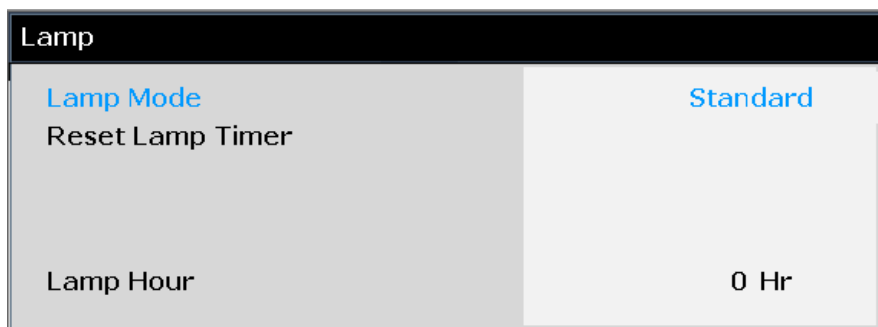 Lamp
Lamp Mode Standard
Reset Lamp Timer
Lamp Hour 0 Hr